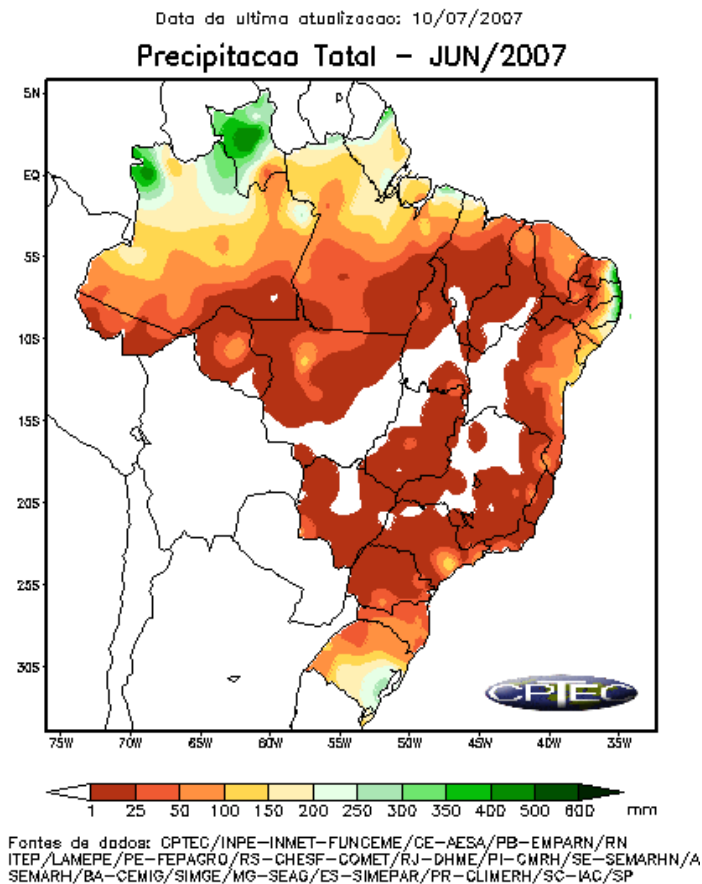 Data da ultima atualizacao: 10/07/2007
Precipitacao Total – JUN/2007
5N
EQ
5S
10S
15S
20S
25S
30S
75W 70W 65W 60W 55W 50W 45W 40W 35W
CPTEC
1 25 50 100 150 200 250 300 350 400 500 600 mm
Fontes de dados: CPTEC/INPE–INMET–FUNCEME/CE–AESA/PB–EMPARN/RN
ITEP/LAMEPE/PE–FEPAGRO/RS–CHESF–COMET/RJ–DHME/PI–CMRH/SE–SEMARHN/A
SEMARH/BA–CEMIG/SIMGE/MG–SEAG/ES–SIMEPAR/PR–CLIMERH/SC–IAC/SP